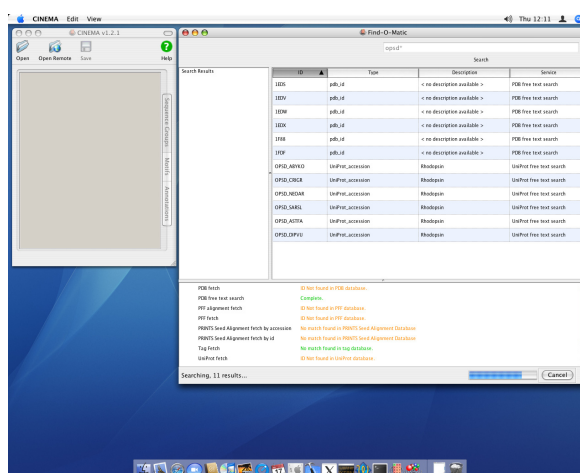 CINEMA Edit View
Thu 12:11
CINEMA v1.2.1
Open Open Remote Save Help
Sequence Groups
Motifs
Annotations
Find-O-Matic
opsd*
Search
Search Results
ID Type Description Service
1EDS pdb_id < no description available > PDB free text search
1EDV pdb_id < no description available > PDB free text search
1EDW pdb_id < no description available > PDB free text search
1EDX pdb_id < no description available > PDB free text search
pdb_id < no description available > PDB free text search
1FDF pdb_id < no description available > PDB free text search
OPSD_ABYKO UniProt_accession Rhodopsin UniProt free text search
OPSD_CRIGR UniProt_accession Rhodopsin UniProt free text search
OPSD_NEOAR UniProt_accession Rhodopsin UniProt free text search
OPSD_SARSL UniProt_accession Rhodopsin UniProt free text search
OPSD_ASTFA UniProt_accession Rhodopsin UniProt free text search
OPSD_DIPVU UniProt_accession Rhodopsin UniProt free text search
PDB fetch ID Not found in PDB database.
PDB free text search Complete.
PFF alignment fetch ID Not found in PFF database.
PFF fetch ID Not found in PFF database.
PRINTS Seed Alignment fetch by accession No match found in PRINTS Seed Alignment Database
PRINTS Seed Alignment fetch by id No match found in PRINTS Seed Alignment Database
Tag Fetch No match found in tag database.
UniProt fetch ID Not found in UniProt database.
Searching, 11 results...
Cancel